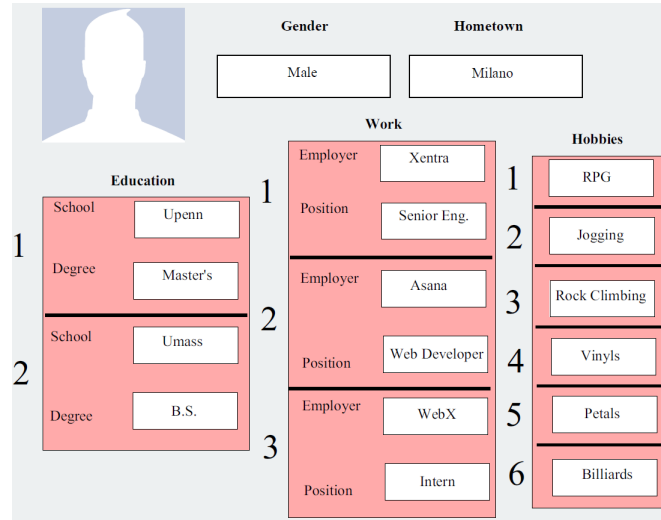 Gender
Hometown
Male
Milano
Education
1
School
Upenn
Degree
Master's
2
School
Umass
Degree
B.S.
Work
1
Employer
Xentra
Position
Senior Eng.
2
Employer
Asana
Position
Web Developer
3
Employer
WebX
Position
Intern
Hobbies
1
RPG
2
Jogging
3
Rock Climbing
4
Vinyls
5
Petals
6
Billiards